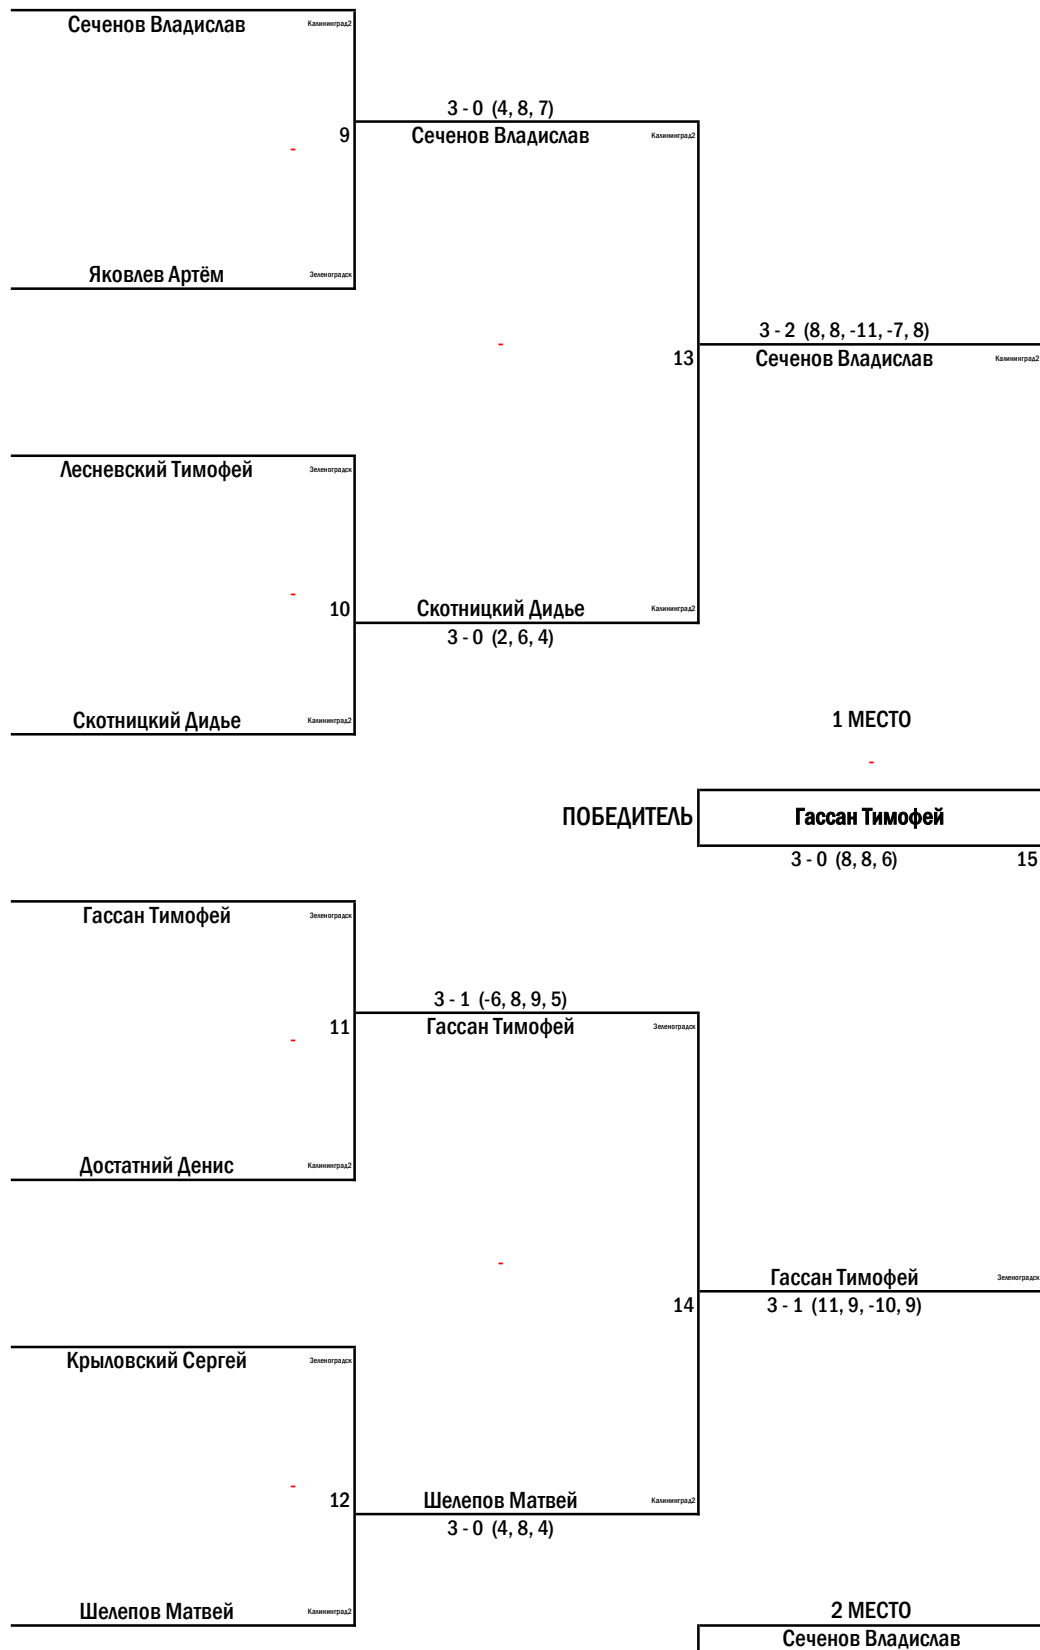 Сеченов Владислав Калининград2
3 - 0 (4, 8, 7)
9 Сеченов Владислав Калининград2
-
Яковлев Артём Зеленоградск
3 - 2 (8, 8, -11, -7, 8)
-
13 Сеченов Владислав Калининград2
Лесневский Тимофей Зеленоградск
-
10 Скотницкий Дидье Калининград2
3 - 0 (2, 6, 4)
Скотницкий Дидье Калининград2
1 МЕСТО
-
ПОБЕДИТЕЛЬ Гассан Тимофей
3 - 0 (8, 8, 6) 15
Гассан Тимофей Зеленоградск
3 - 1 (-6, 8, 9, 5)
11 Гассан Тимофей Зеленоградск
-
Достатний Денис Калининград2
-
Гассан Тимофей Зеленоградск
14 3 - 1 (11, 9, -10, 9)
Крыловский Сергей Зеленоградск
-
12 Шелепов Матвей Калининград2
3 - 0 (4, 8, 4)
Шелепов Матвей Калининград2
2 МЕСТО
Сеченов Владислав